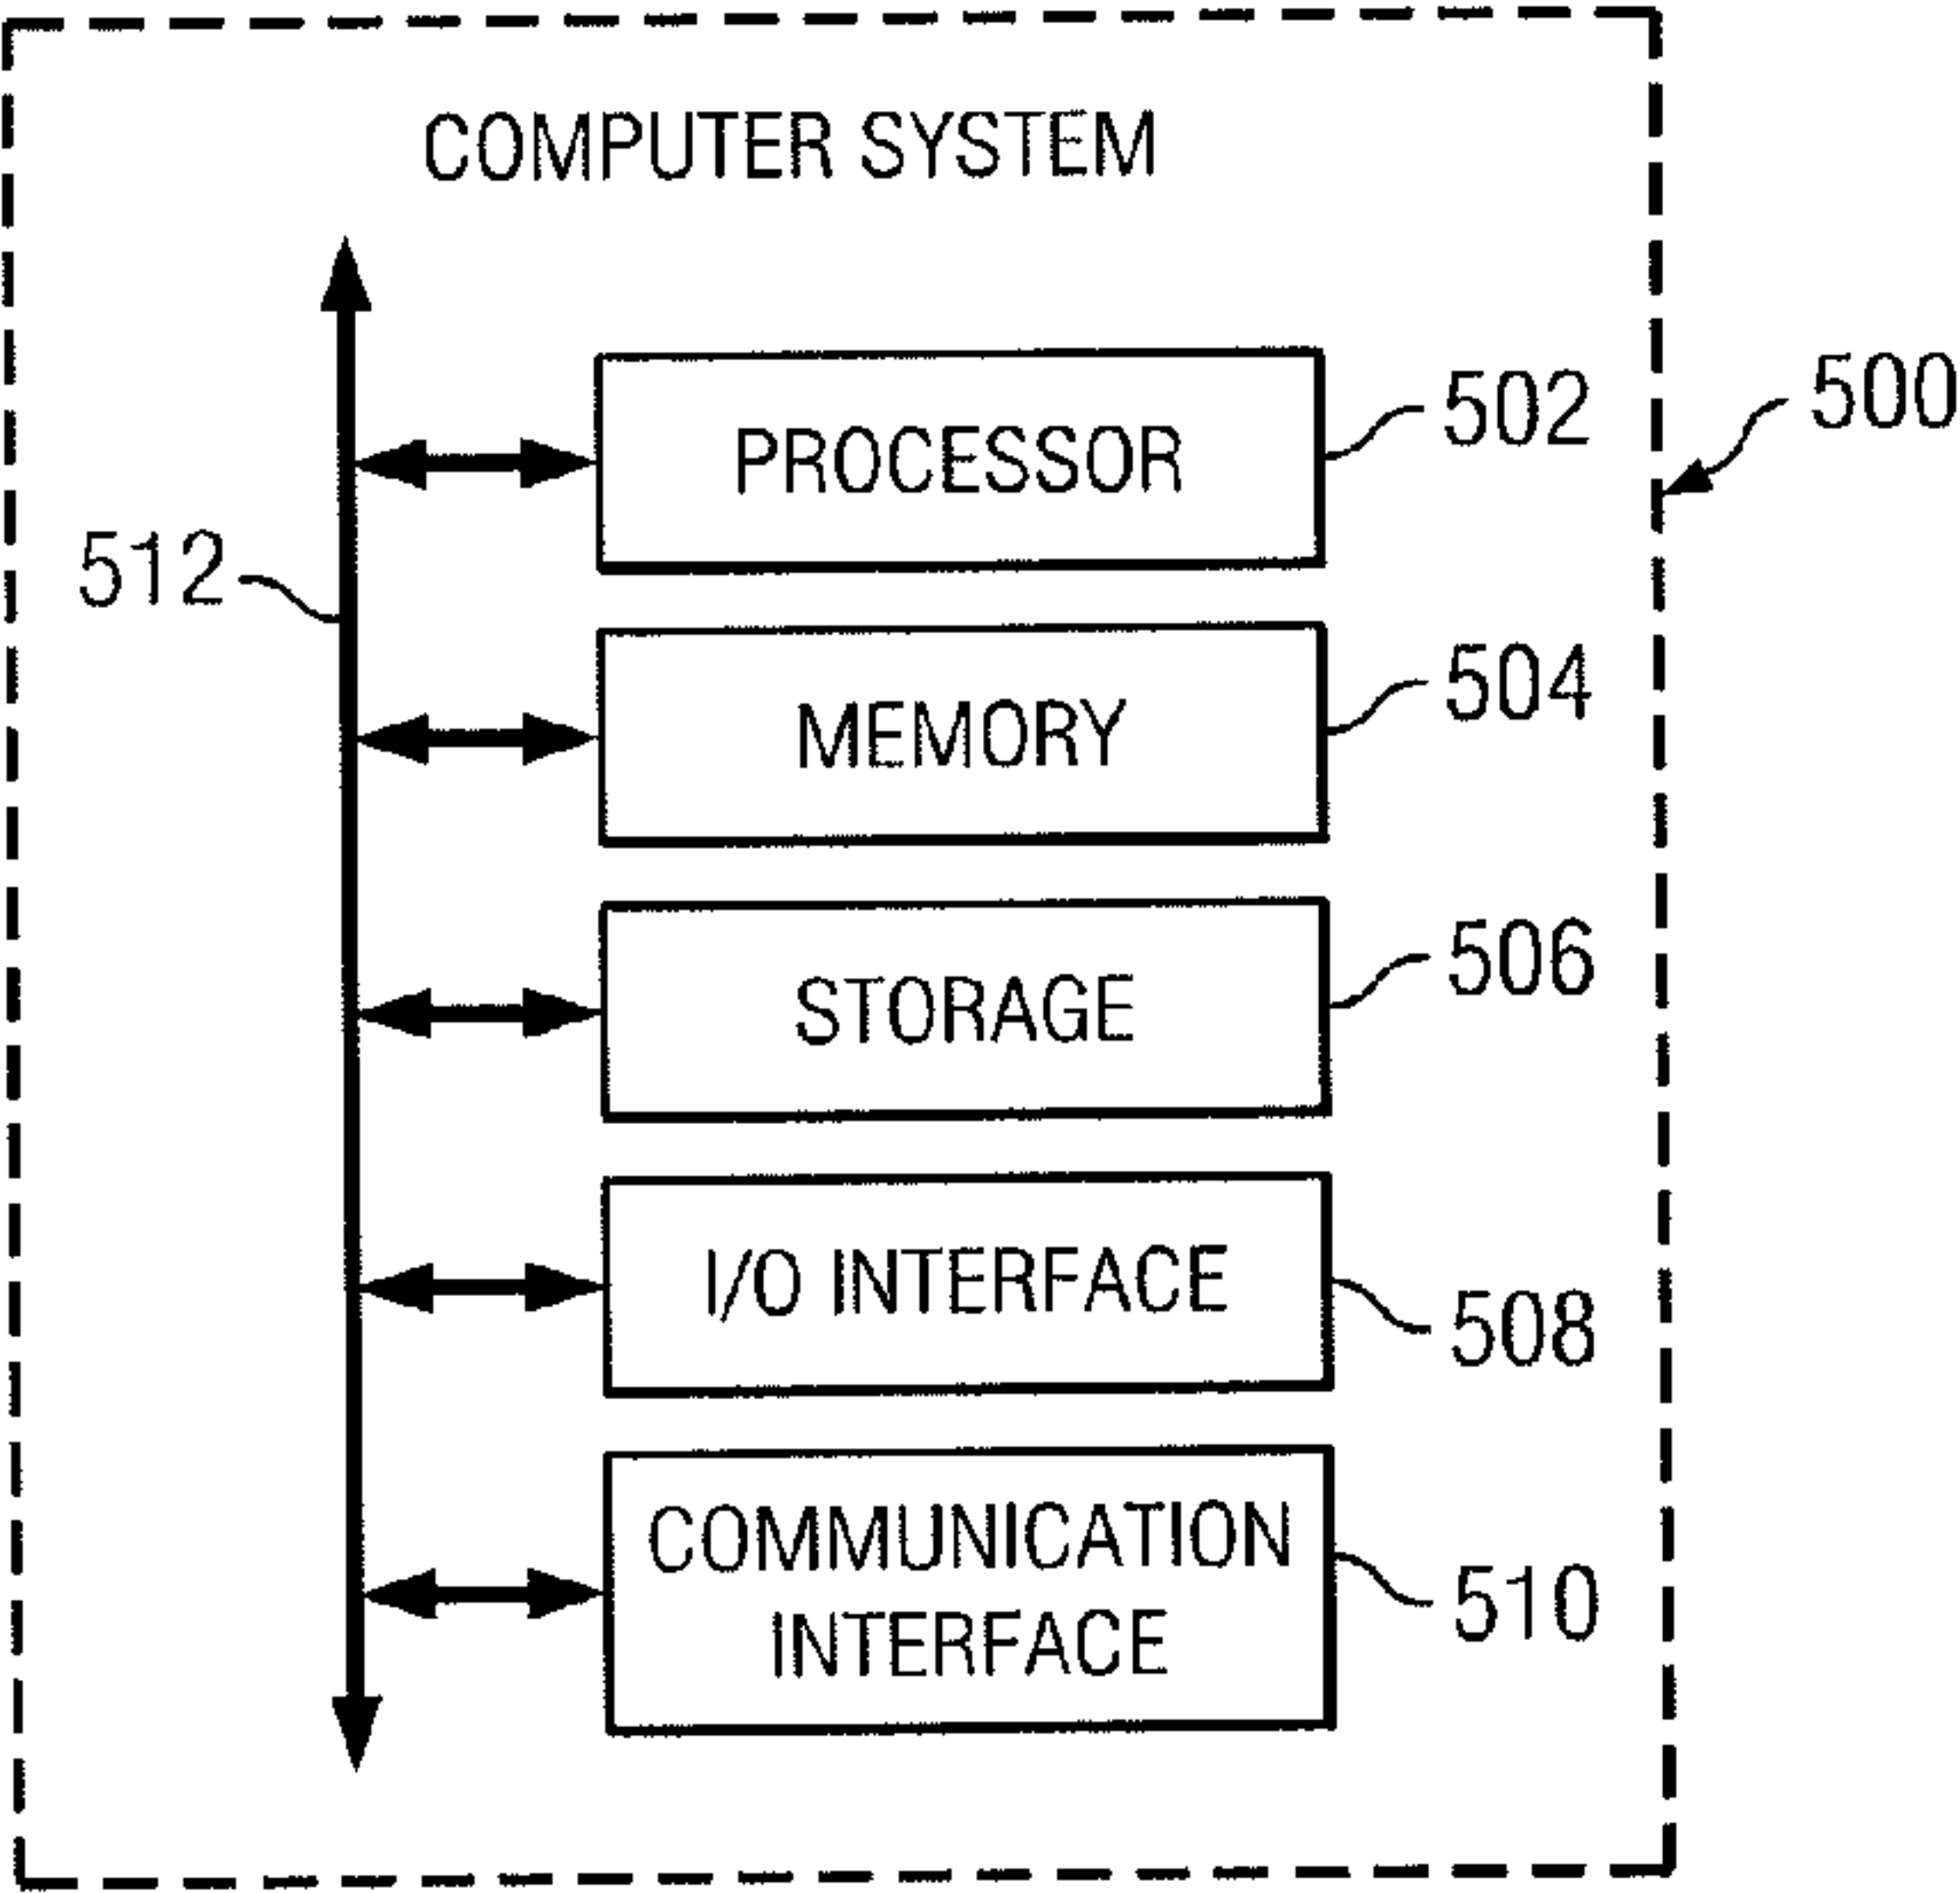 COMPUTER SYSTEM
PROCESSOR
502
500
512
MEMORY
504
STORAGE
506
I/O INTERFACE
508
COMMUNICATION
INTERFACE
510